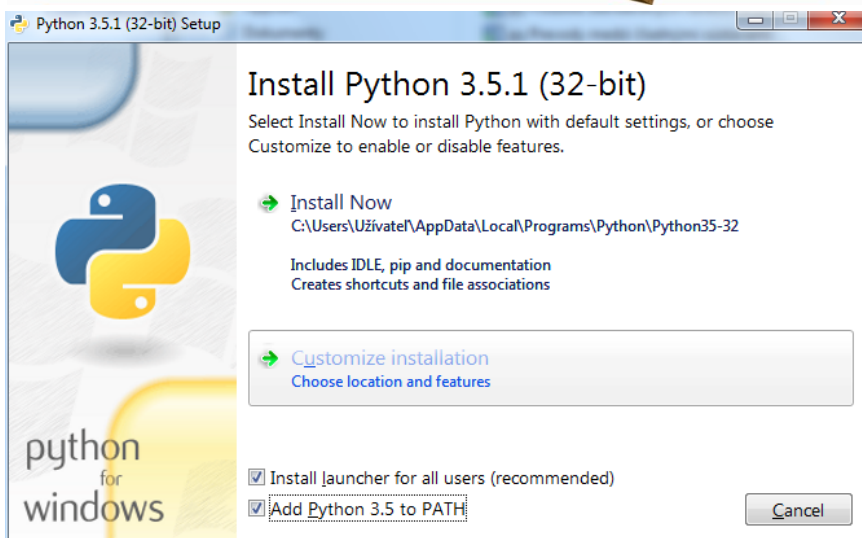 Python 3.5.1 (32-bit) Setup
Install Python 3.5.1 (32-bit)
Select Install Now to install Python with default settings, or choose
Customize to enable or disable features.
Install Now
C:\Users\Užívateľ\AppData\Local\Programs\Python\Python35-32
Includes IDLE, pip and documentation
Creates shortcuts and file associations
Customize installation
Choose location and features
python
for
windows
Install launcher for all users (recommended)
Add Python 3.5 to PATH
Cancel